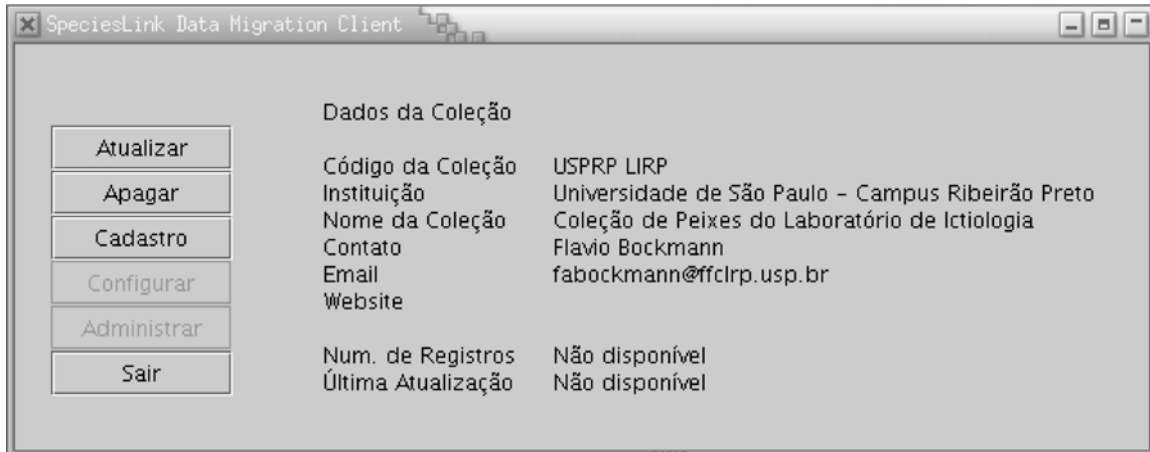 SpeciesLink Data Migration Client
Atualizar
Apagar
Cadastro
Configurar
Administrar
Sair
Dados da Coleção
Código da Coleção USPRP LIRP
Instituição Universidade de São Paulo - Campus Ribeirão Preto
Nome da Coleção Coleção de Peixes do Laboratório de Ictiologia
Contato Flavio Bockmann
Email fabockmann@ffclrp.usp.br
Website
Num. de Registros Não disponível
Última Atualização Não disponível